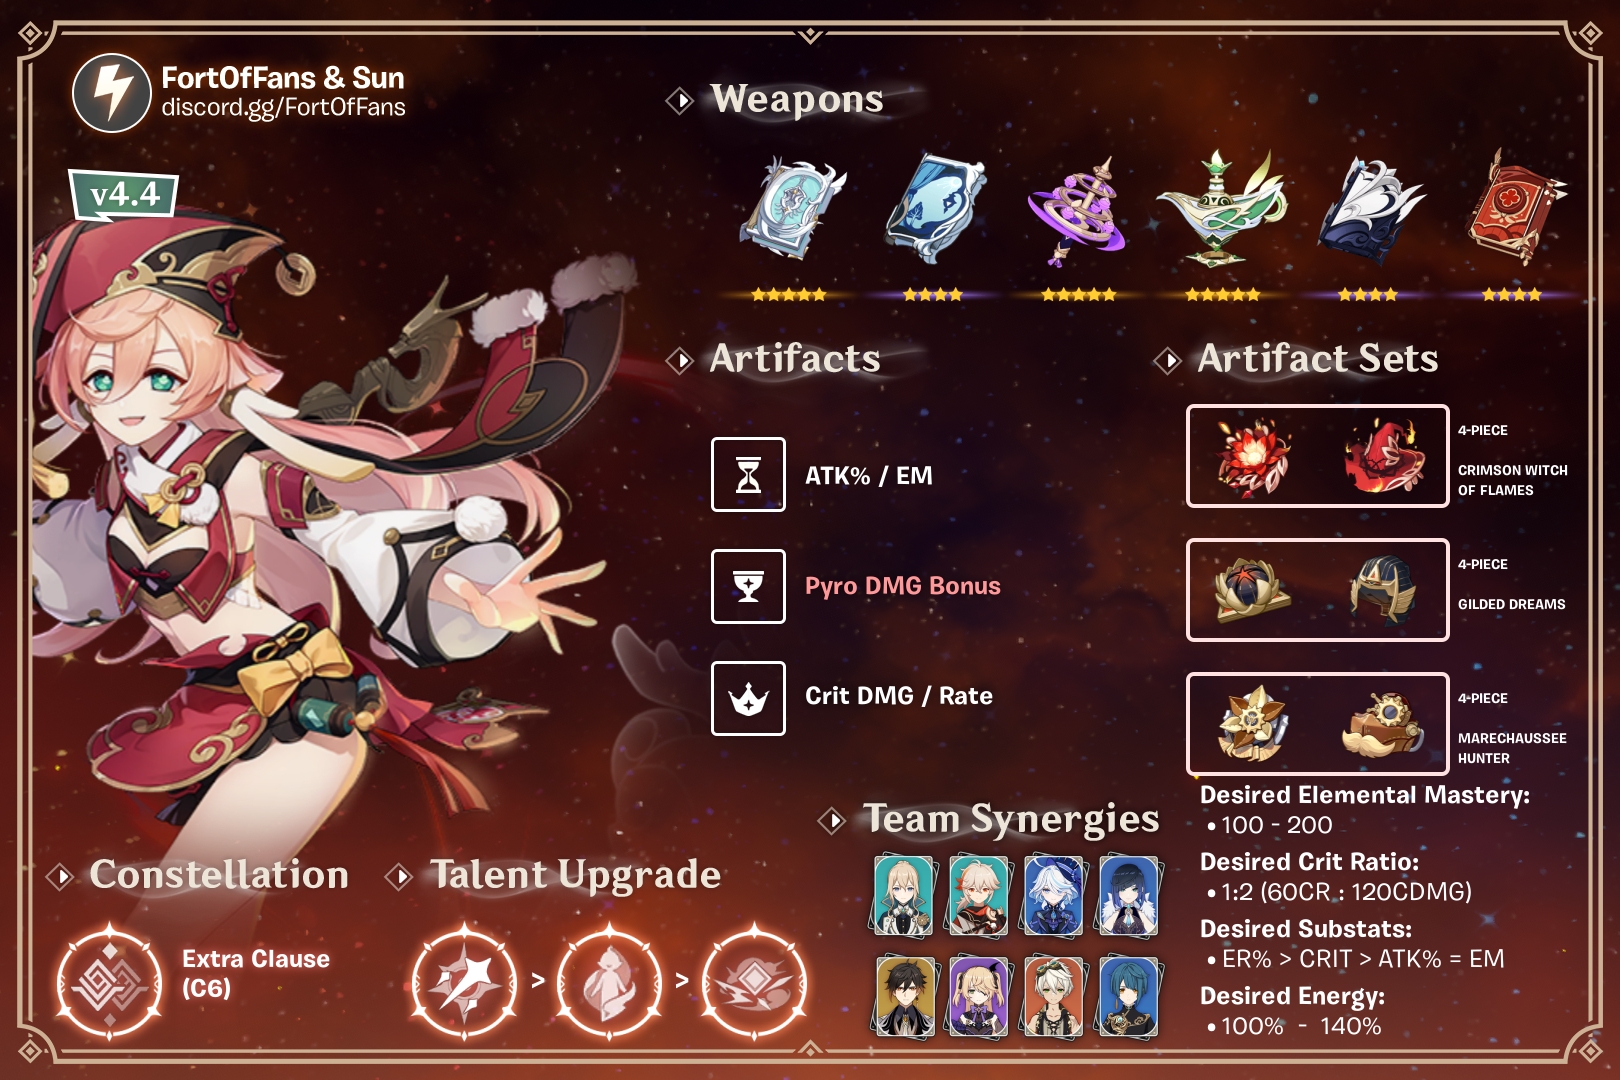 FortOfFans & Sun
discord.gg/FortOfFans
v4.4
Weapons
Artifacts
ATK% / EM
Pyro DMG Bonus
Crit DMG / Rate
Artifact Sets
4-PIECE
CRIMSON WITCH
OF FLAMES
4-PIECE
GILDED DREAMS
4-PIECE
MARECHAUSSEE
HUNTER
Constellation
Extra Clause
(C6)
Talent Upgrade
> >
Team Synergies
Desired Elemental Mastery:
• 100 - 200
Desired Crit Ratio:
• 1:2 (60CR : 120CDMG)
Desired Substats:
• ER% > CRIT > ATK% = EM
Desired Energy:
• 100% - 140%